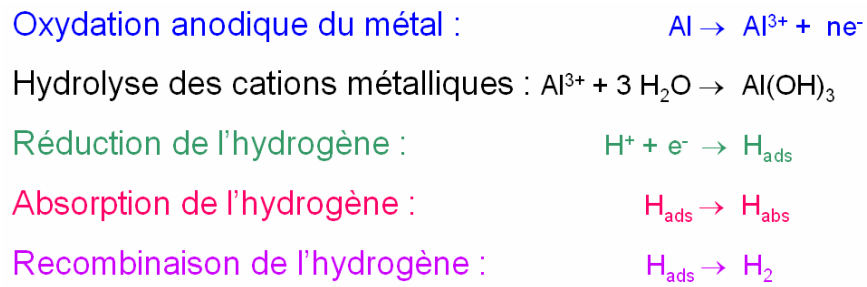 Oxydation anodique du métal : Al → Al³⁺ + ne⁻
Hydrolyse des cations métalliques : Al³⁺ + 3 H₂O → Al(OH)₃
Réduction de l’hydrogène : H⁺ + e⁻ → Hads
Absorption de l’hydrogène : Hads → Habs
Recombinaison de l’hydrogène : Hads → H₂